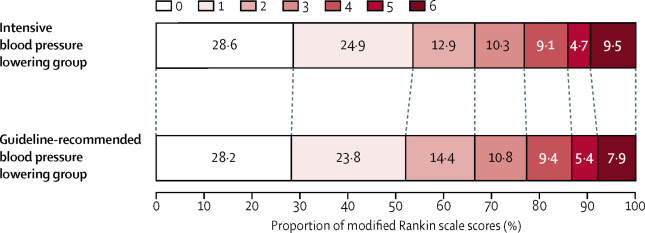 0 1 2 3 4 5 6
Intensive
blood pressure
lowering group
28·6 24·9 12·9 10·3 9·1 4·7 9·5
Guideline-recommended
blood pressure
lowering group
28·2 23·8 14·4 10·8 9·4 5·4 7·9
0 10 20 30 40 50 60 70 80 90 100
Proportion of modified Rankin scale scores (%)